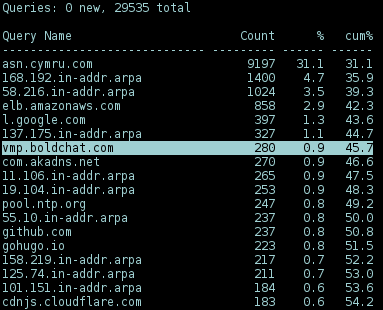 Queries: 0 new, 29535 total
Query Name Count % cum%
---------------------------- --------- ------ ------
asn.cymru.com 9197 31.1 31.1
168.192.in-addr.arpa 1400 4.7 35.9
58.216.in-addr.arpa 1024 3.5 39.3
elb.amazonaws.com 858 2.9 42.3
l.google.com 397 1.3 43.6
137.175.in-addr.arpa 327 1.1 44.7
vmp.boldchat.com 280 0.9 45.7
com.akadns.net 270 0.9 46.6
11.106.in-addr.arpa 265 0.9 47.5
19.104.in-addr.arpa 253 0.9 48.3
pool.ntp.org 247 0.8 49.2
55.10.in-addr.arpa 237 0.8 50.0
github.com 237 0.8 50.8
gohugo.io 223 0.8 51.5
158.219.in-addr.arpa 217 0.7 52.2
125.74.in-addr.arpa 211 0.7 53.0
101.151.in-addr.arpa 184 0.6 53.6
cdnjs.cloudflare.com 183 0.6 54.2